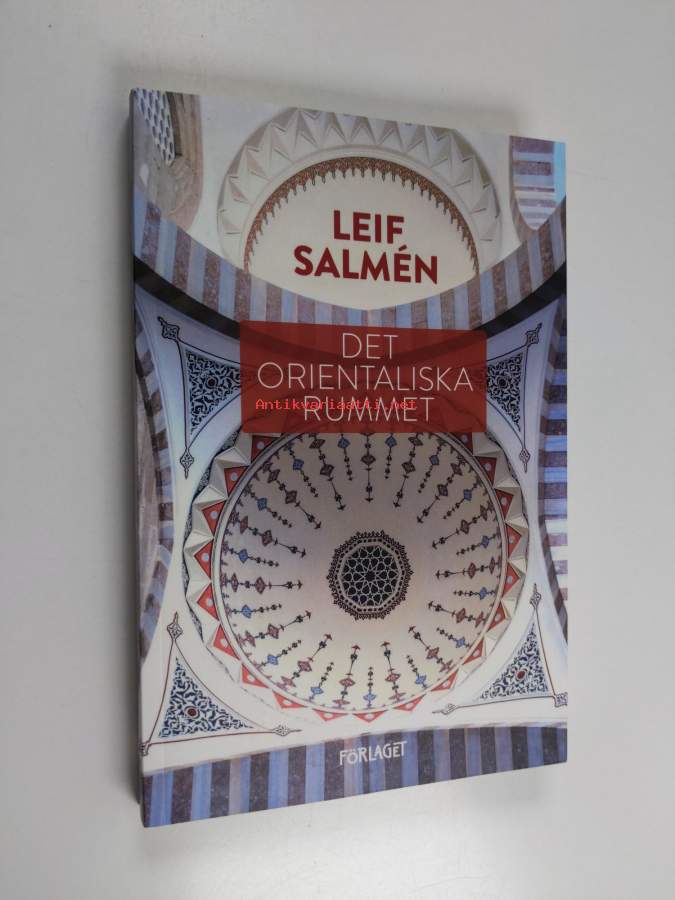 LEIF
SALMÉN
DET
ORIENTALISKA
Antikvariaatti.net
RUMMET
FÖRLAGET